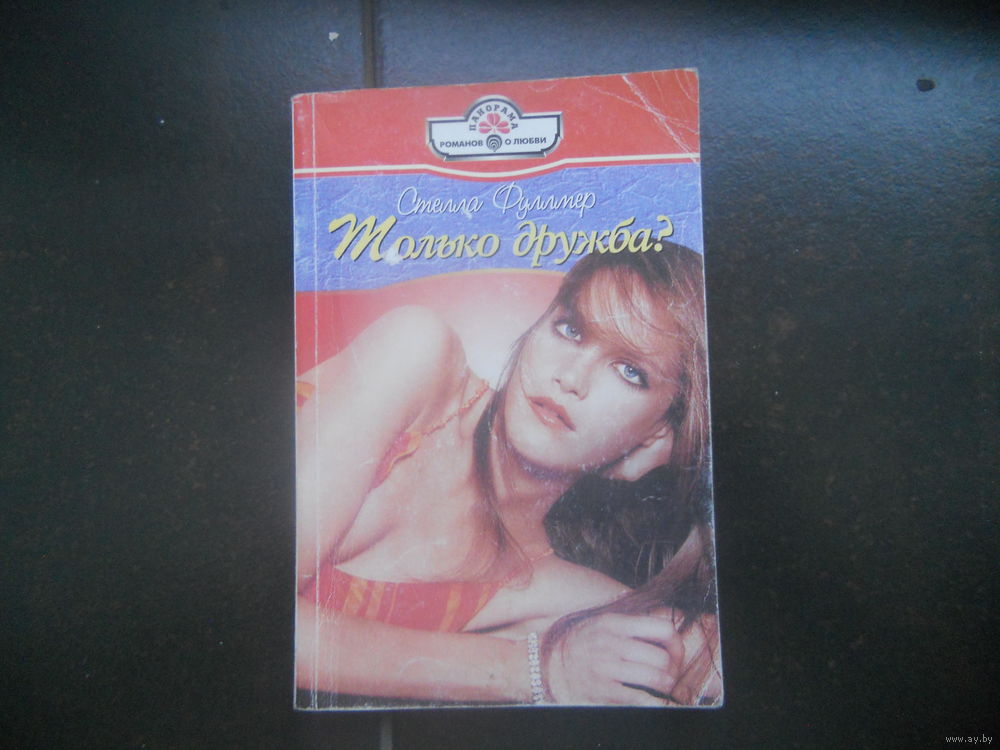 ПАНОРАМА
РОМАНОВ О ЛЮБВИ
Стелла Фуллмер
Только дружба?
www.ay.by